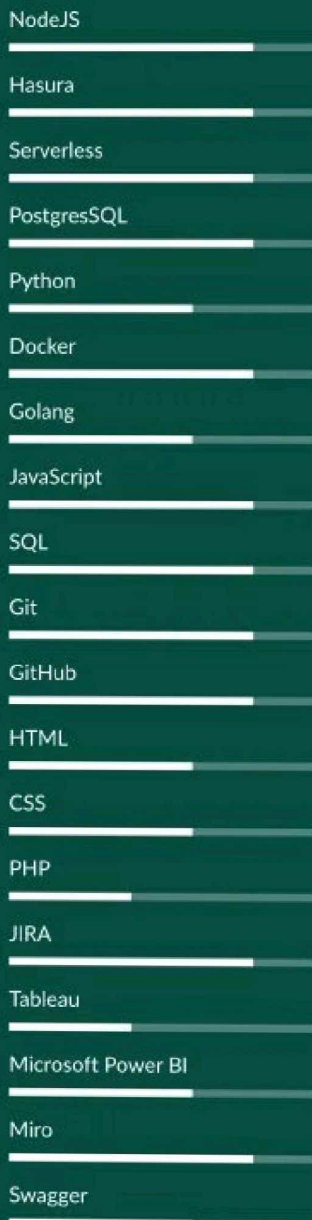 NodeJS
Hasura
Serverless
PostgresSQL
Python
Docker
Golang
JavaScript
SQL
Git
GitHub
HTML
CSS
PHP
JIRA
Tableau
Microsoft Power BI
Miro
Swagger